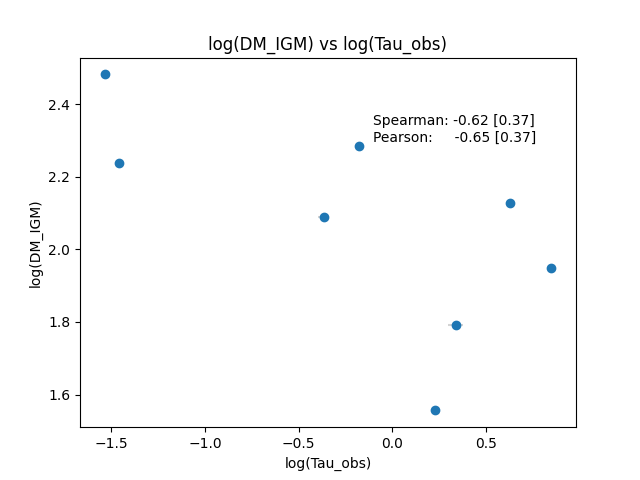 log(DM_IGM) vs log(Tau_obs)
Spearman: -0.62 [0.37]
Pearson: -0.65 [0.37]
log(DM_IGM)
2.4
2.2
2.0
1.8
1.6
−1.5 −1.0 −0.5 0.0 0.5
log(Tau_obs)